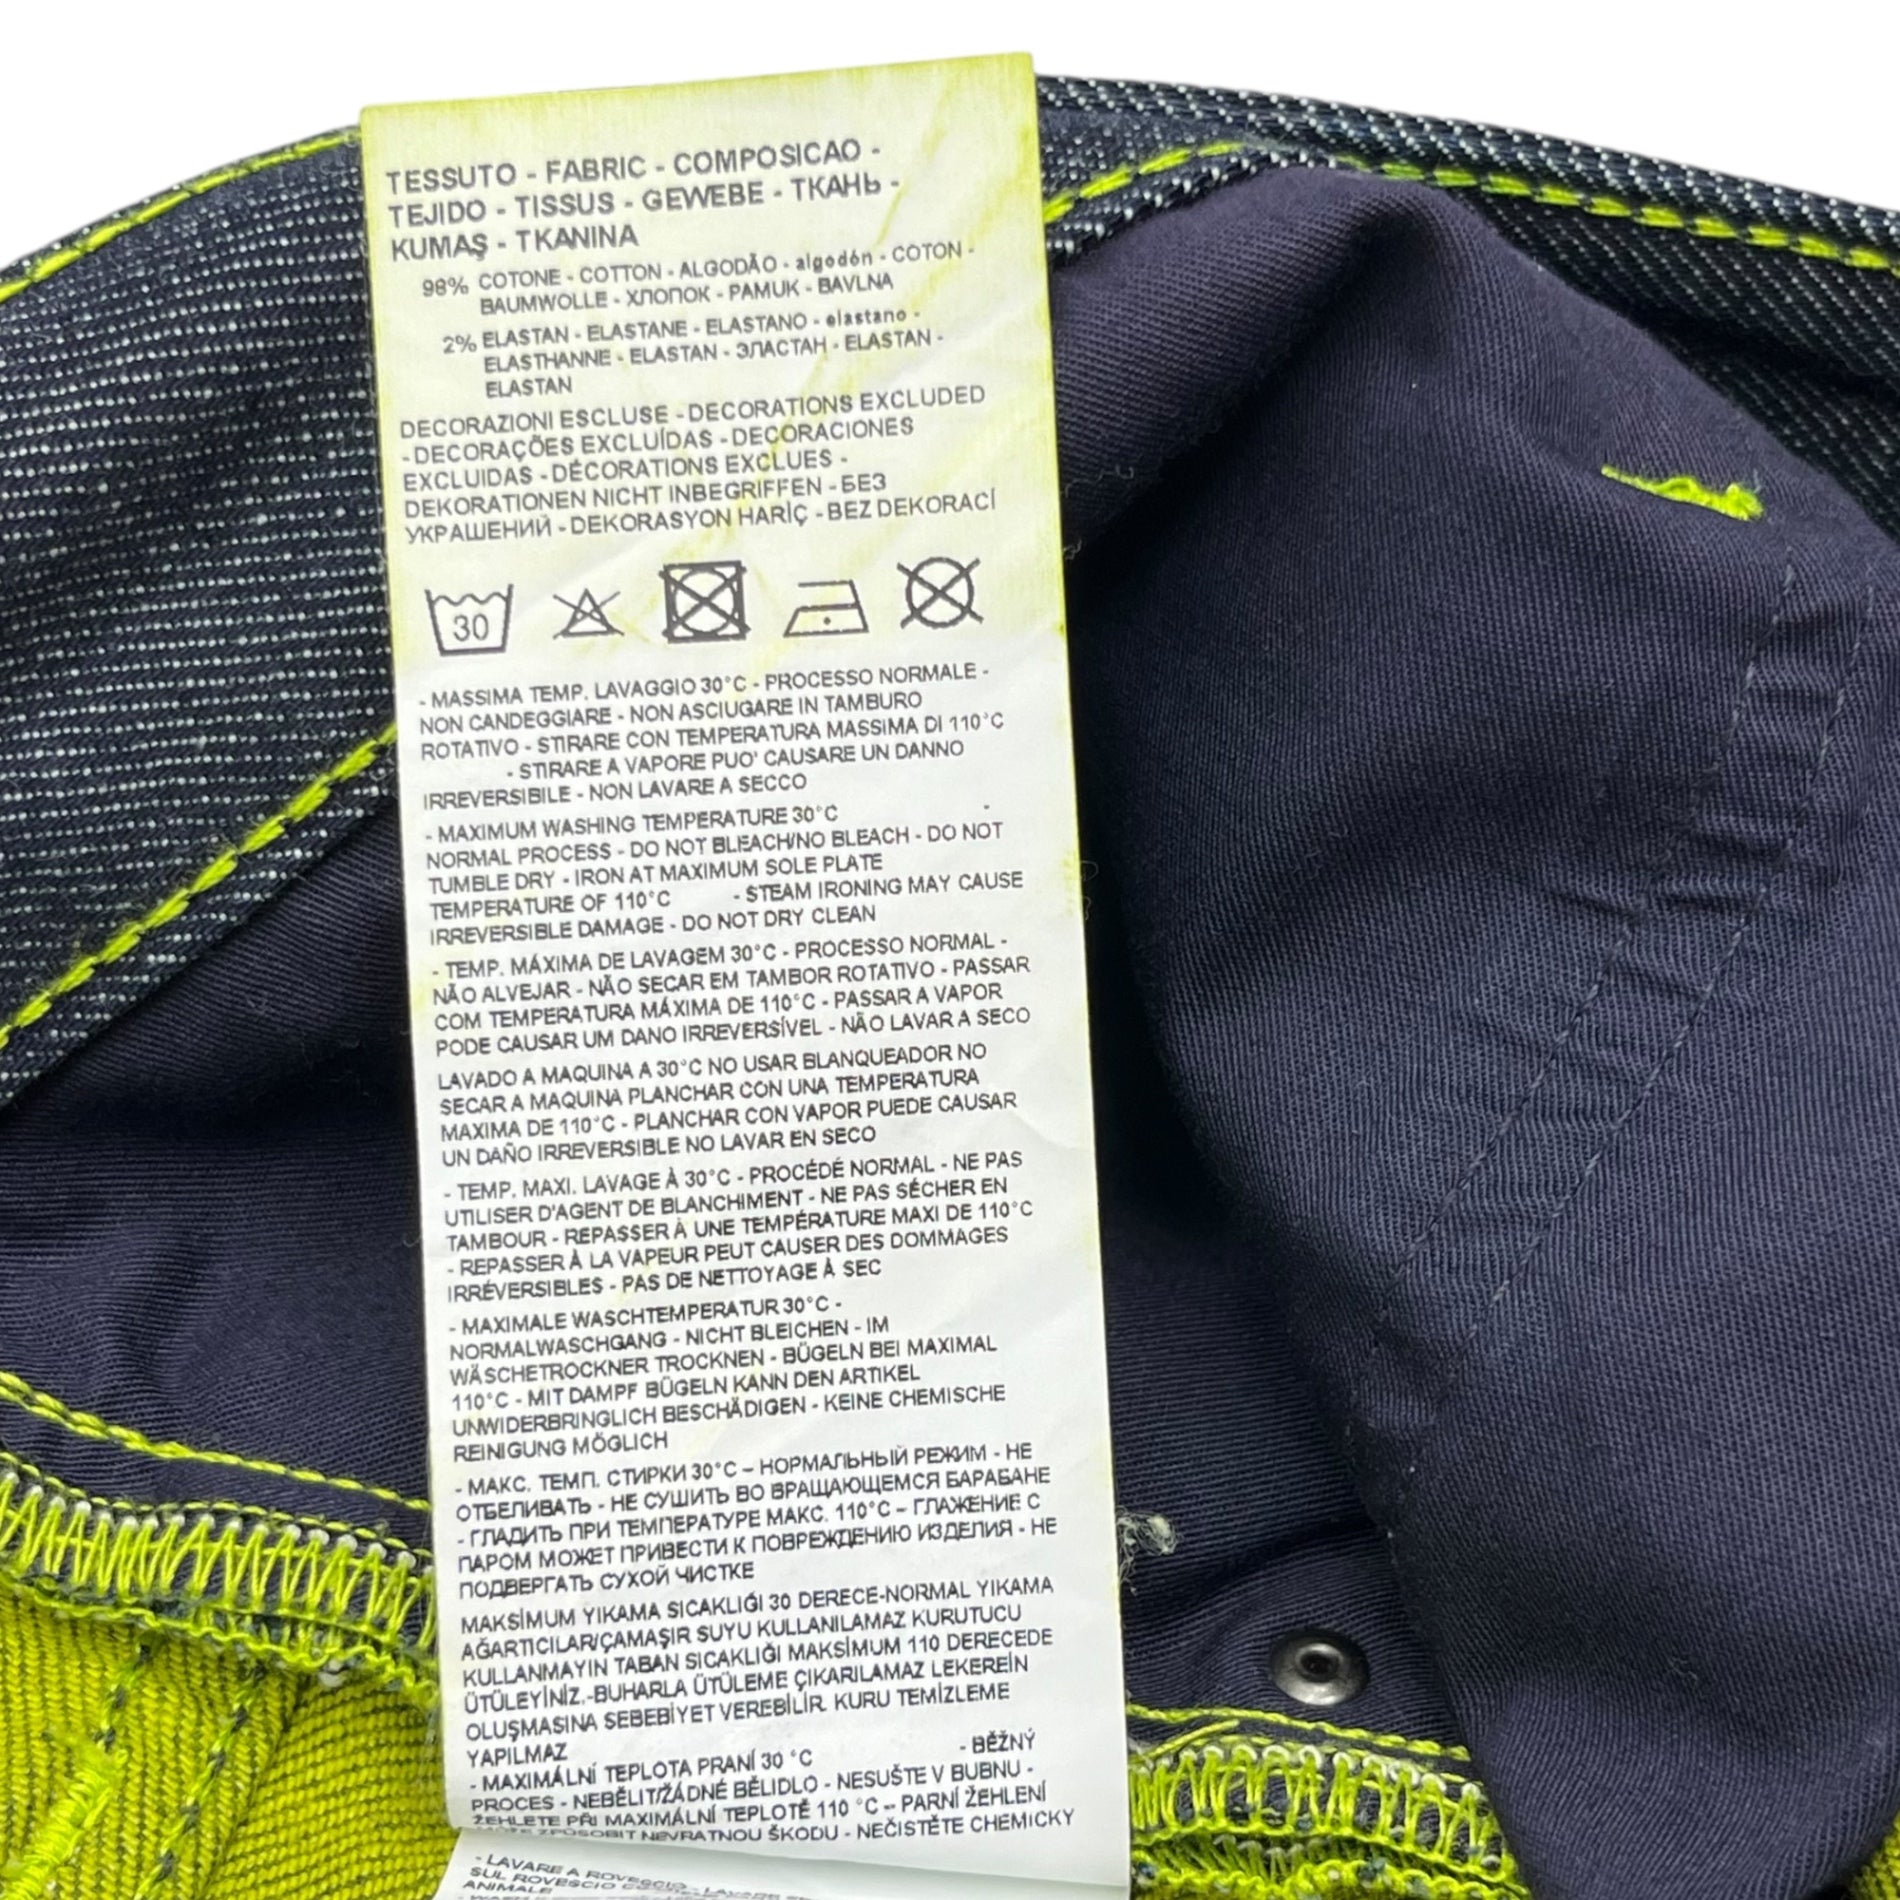 TESSUTO - FABRIC - COMPOSICAO -
TEJIDO - TISSUS - GEWEBE - ТКАНЬ -
KUMAŞ - TKANINA
98% COTONE - COTTON - ALGODÃO - algodón - COTON -
BAUMWOLLE - ХЛОПОК - PAMUK - BAVLNA
2% ELASTAN - ELASTANE - ELASTANO - elastano -
ELASTHANNE - ELASTAN - ЭЛАСТАН - ELASTAN -
ELASTAN
DECORAZIONI ESCLUSE - DECORATIONS EXCLUDED
- DECORAÇÕES EXCLUÍDAS - DECORACIONES
EXCLUIDAS - DÉCORATIONS EXCLUES -
DEKORATIONEN NICHT INBEGRIFFEN - БЕЗ
УКРАШЕНИЙ - DEKORASYON HARİÇ - BEZ DEKORACÍ
30
- MASSIMA TEMP. LAVAGGIO 30°C - PROCESSO NORMALE -
NON CANDEGGIARE - NON ASCIUGARE IN TAMBURO
ROTATIVO - STIRARE CON TEMPERATURA MASSIMA DI 110°C
- STIRARE A VAPORE PUO' CAUSARE UN DANNO
IRREVERSIBILE - NON LAVARE A SECCO
- MAXIMUM WASHING TEMPERATURE 30°C -
NORMAL PROCESS - DO NOT BLEACH/NO BLEACH - DO NOT
TUMBLE DRY - IRON AT MAXIMUM SOLE PLATE
TEMPERATURE OF 110°C - STEAM IRONING MAY CAUSE
IRREVERSIBLE DAMAGE - DO NOT DRY CLEAN
- TEMP. MÁXIMA DE LAVAGEM 30°C - PROCESSO NORMAL -
NÃO ALVEJAR - NÃO SECAR EM TAMBOR ROTATIVO - PASSAR
COM TEMPERATURA MÁXIMA DE 110°C - PASSAR A VAPOR
PODE CAUSAR UM DANO IRREVERSÍVEL - NÃO LAVAR A SECO
LAVADO A MAQUINA A 30°C NO USAR BLANQUEADOR NO
SECAR A MAQUINA PLANCHAR CON UNA TEMPERATURA
MAXIMA DE 110°C - PLANCHAR CON VAPOR PUEDE CAUSAR
UN DAÑO IRREVERSIBLE NO LAVAR EN SECO
- TEMP. MAXI. LAVAGE À 30°C - PROCÉDÉ NORMAL - NE PAS
UTILISER D'AGENT DE BLANCHIMENT - NE PAS SÉCHER EN
TAMBOUR - REPASSER À UNE TEMPÉRATURE MAXI DE 110°C
- REPASSER À LA VAPEUR PEUT CAUSER DES DOMMAGES
IRRÉVERSIBLES - PAS DE NETTOYAGE À SEC
- MAXIMALE WASCHTEMPERATUR 30°C -
NORMALWASCHGANG - NICHT BLEICHEN - IM
WÄSCHETROCKNER TROCKNEN - BÜGELN BEI MAXIMAL
110°C - MIT DAMPF BÜGELN KANN DEN ARTIKEL
UNWIDERBRINGLICH BESCHÄDIGEN - KEINE CHEMISCHE
REINIGUNG MÖGLICH
- МАКС. ТЕМП. СТИРКИ 30°C – НОРМАЛЬНЫЙ РЕЖИМ - НЕ
ОТБЕЛИВАТЬ - НЕ СУШИТЬ ВО ВРАЩАЮЩЕМСЯ БАРАБАНЕ
- ГЛАДИТЬ ПРИ ТЕМПЕРАТУРЕ МАКС. 110°C – ГЛАЖЕНИЕ С
ПАРОМ МОЖЕТ ПРИВЕСТИ К ПОВРЕЖДЕНИЮ ИЗДЕЛИЯ - НЕ
ПОДВЕРГАТЬ СУХОЙ ЧИСТКЕ
MAKSİMUM YIKAMA SICAKLIĞI 30 DERECE-NORMAL YIKAMA
AĞARTICILAR/ÇAMAŞIR SUYU KULLANILAMAZ KURUTUCU
KULLANMAYIN TABAN SICAKLIĞI MAKSİMUM 110 DERECEDE
ÜTÜLEYİNİZ.-BUHARLA ÜTÜLEME ÇIKARILAMAZ LEKEREİN
OLUŞMASINA SEBEBİYET VEREBİLİR. KURU TEMİZLEME
YAPILMAZ
- MAXIMÁLNÍ TEPLOTA PRANÍ 30 °C - BĚŽNÝ
PROCES - NEBĚLIT/ŽÁDNÉ BĚLIDLO - NESUŠTE V BUBNU -
ŽEHLETE PŘI MAXIMÁLNÍ TEPLOTĚ 110 °C – PARNÍ ŽEHLENÍ
MŮŽE ZPŮSOBIT NEVRATNOU ŠKODU - NEČISTĚTE CHEMICKY
- LAVARE A ROVESCIO - LAVARE
SUL ROVESCIO
ANIMALE